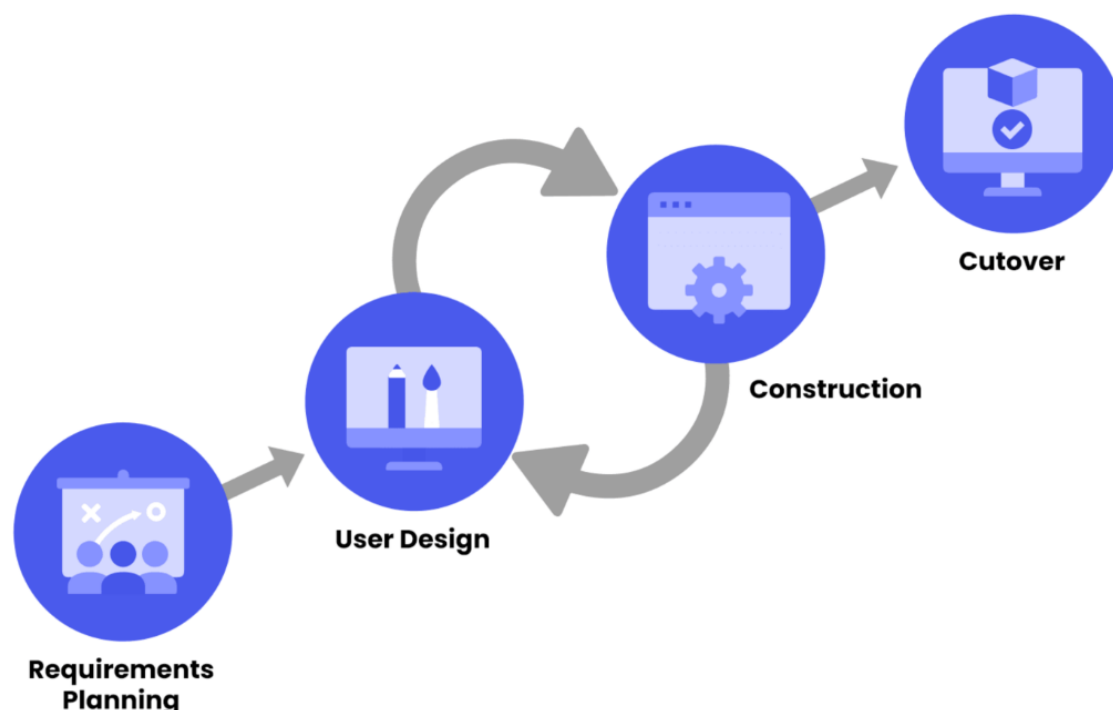 Cutover
Construction
User Design
Requirements
Planning